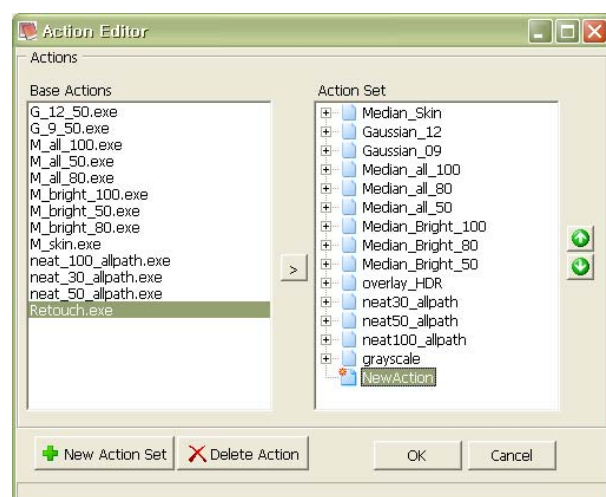 Action Editor
Actions
Base Actions
G_12_50.exe
G_9_50.exe
M_all_100.exe
M_all_50.exe
M_all_80.exe
M_bright_100.exe
M_bright_50.exe
M_bright_80.exe
M_skin.exe
neat_100_allpath.exe
neat_30_allpath.exe
neat_50_allpath.exe
Retouch.exe
>
Action Set
Median_Skin
Gaussian_12
Gaussian_09
Median_all_100
Median_all_80
Median_all_50
Median_Bright_100
Median_Bright_80
Median_Bright_50
overlay_HDR
neat30_allpath
neat50_allpath
neat100_allpath
grayscale
NewAction
New Action Set
Delete Action
OK
Cancel